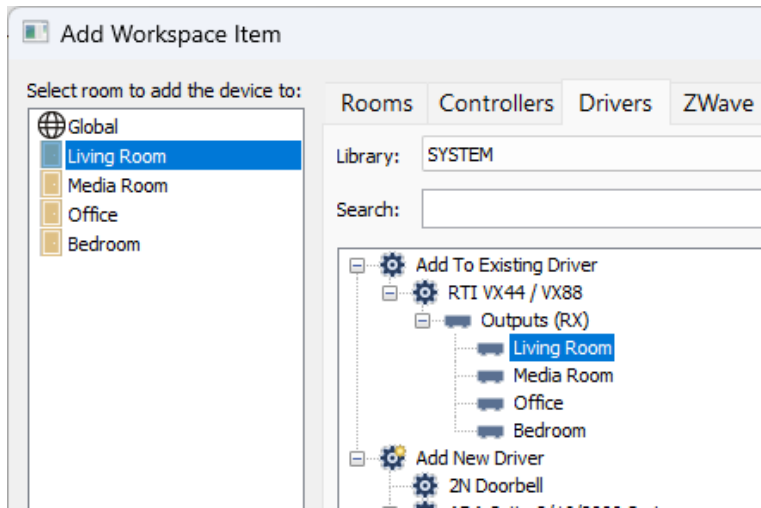 Add Workspace Item
Select room to add the device to:
Global
Living Room
Media Room
Office
Bedroom
Rooms Controllers Drivers ZWave
Library: SYSTEM
Search:
Add To Existing Driver
RTI VX44 / VX88
Outputs (RX)
Living Room
Media Room
Office
Bedroom
Add New Driver
2N Doorbell